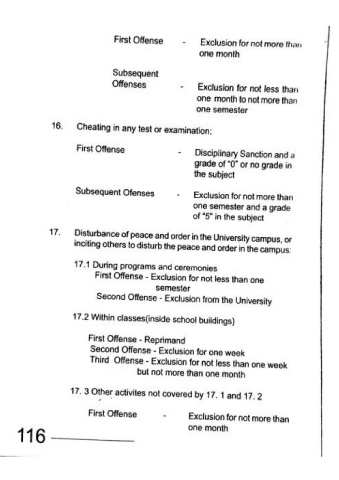 First Offense - Exclusion for not more than
one month
Subsequent
Offenses - Exclusion for not less than
one month to not more than
one semester
16. Cheating in any test or examination:
First Offense - Disciplinary Sanction and a
grade of "0" or no grade in
the subject
Subsequent Ofenses - Exclusion for not more than
one semester and a grade
of "5" in the subject
17. Disturbance of peace and order in the University campus, or
inciting others to disturb the peace and order in the campus:
17.1 During programs and ceremonies
First Offense - Exclusion for not less than one
semester
Second Offense - Exclusion from the University
17.2 Within classes(inside school buildings)
First Offense - Reprimand
Second Offense - Exclusion for one week
Third Offense - Exclusion for not less than one week
but not more than one month
17. 3 Other activites not covered by 17. 1 and 17. 2
First Offense - Exclusion for not more than
one month
116